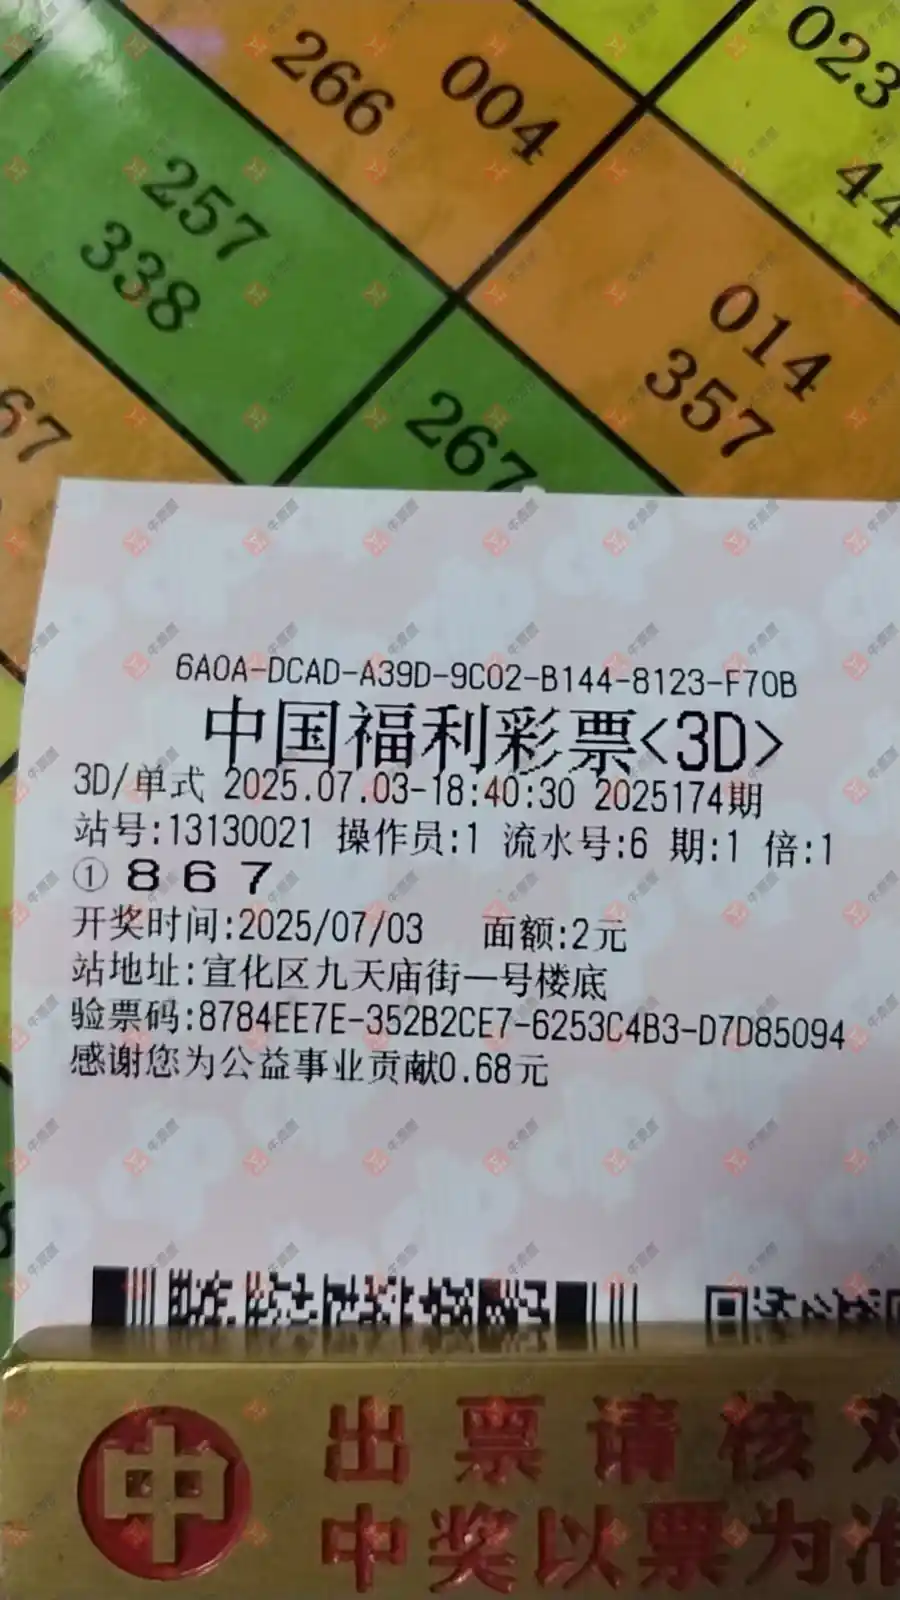 023
004
266
44
257
338
014
357
67
267
6A0A-DCAD-A39D-9C02-B144-8123-F70B
中国福利彩票<3D>
3D/单式 2025.07.03-18:40:30 2025174期
站号:13130021 操作员:1 流水号:6 期:1 倍:1
① 8 6 7
开奖时间:2025/07/03 面额:2元
站地址:宣化区九天庙街一号楼底
验票码:8784EE7E-352B2CE7-6253C4B3-D7D85094
感谢您为公益事业贡献0.68元
中 出票请核对
中奖以票为准